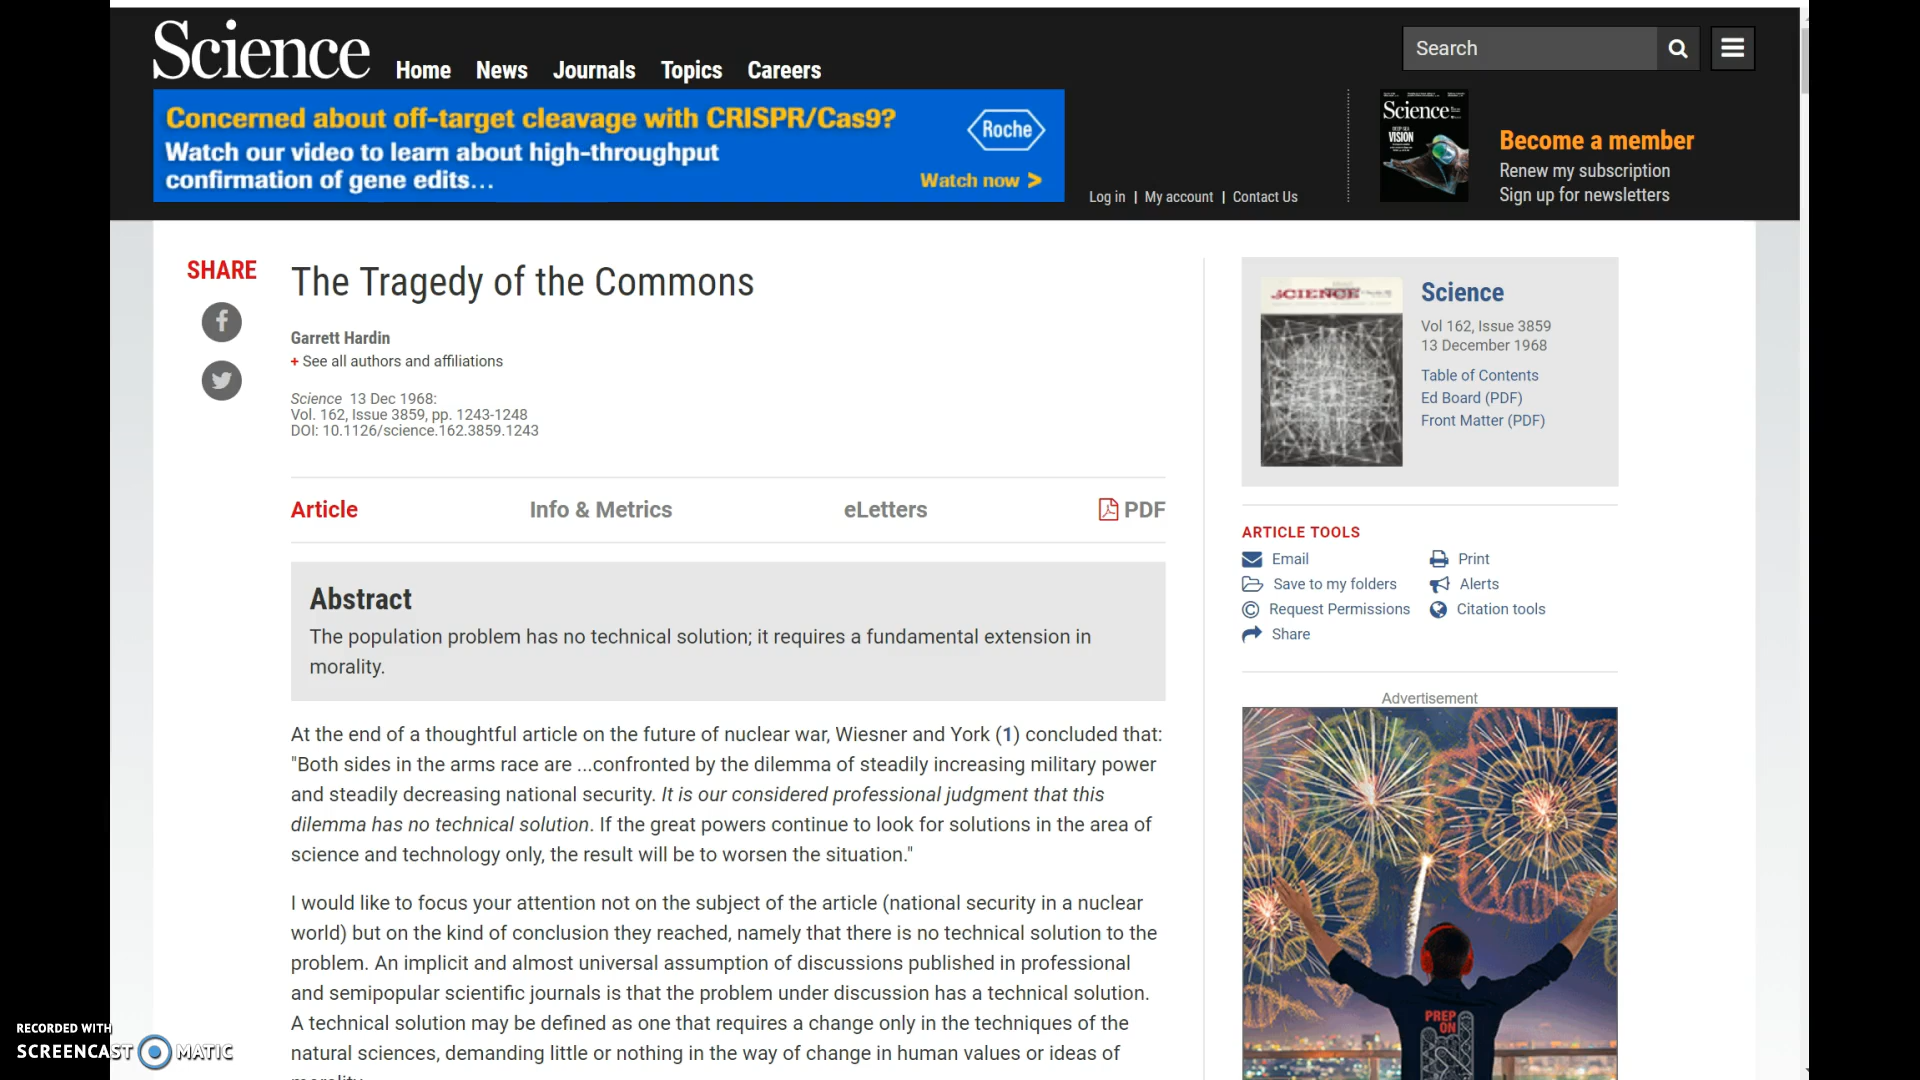 Science
Home News Journals Topics Careers
Search
Concerned about off-target cleavage with CRISPR/Cas9?
Watch our video to learn about high-throughput
confirmation of gene edits...
Roche
Watch now >
Log in | My account | Contact Us
Science
VISION
Become a member
Renew my subscription
Sign up for newsletters
SHARE
The Tragedy of the Commons
Garrett Hardin
+ See all authors and affiliations
Science 13 Dec 1968:
Vol. 162, Issue 3859, pp. 1243-1248
DOI: 10.1126/science.162.3859.1243
Article Info & Metrics eLetters PDF
Abstract
The population problem has no technical solution; it requires a fundamental extension in
morality.
At the end of a thoughtful article on the future of nuclear war, Wiesner and York (1) concluded that:
"Both sides in the arms race are ...confronted by the dilemma of steadily increasing military power
and steadily decreasing national security. It is our considered professional judgment that this
dilemma has no technical solution. If the great powers continue to look for solutions in the area of
science and technology only, the result will be to worsen the situation."
I would like to focus your attention not on the subject of the article (national security in a nuclear
world) but on the kind of conclusion they reached, namely that there is no technical solution to the
problem. An implicit and almost universal assumption of discussions published in professional
and semipopular scientific journals is that the problem under discussion has a technical solution.
A technical solution may be defined as one that requires a change only in the techniques of the
natural sciences, demanding little or nothing in the way of change in human values or ideas of
morality.
SCIENCE
Science
Vol 162, Issue 3859
13 December 1968
Table of Contents
Ed Board (PDF)
Front Matter (PDF)
ARTICLE TOOLS
Email
Print
Save to my folders
Alerts
Request Permissions
Citation tools
Share
Advertisement
PREP
ON
RECORDED WITH
SCREENCAST MATIC